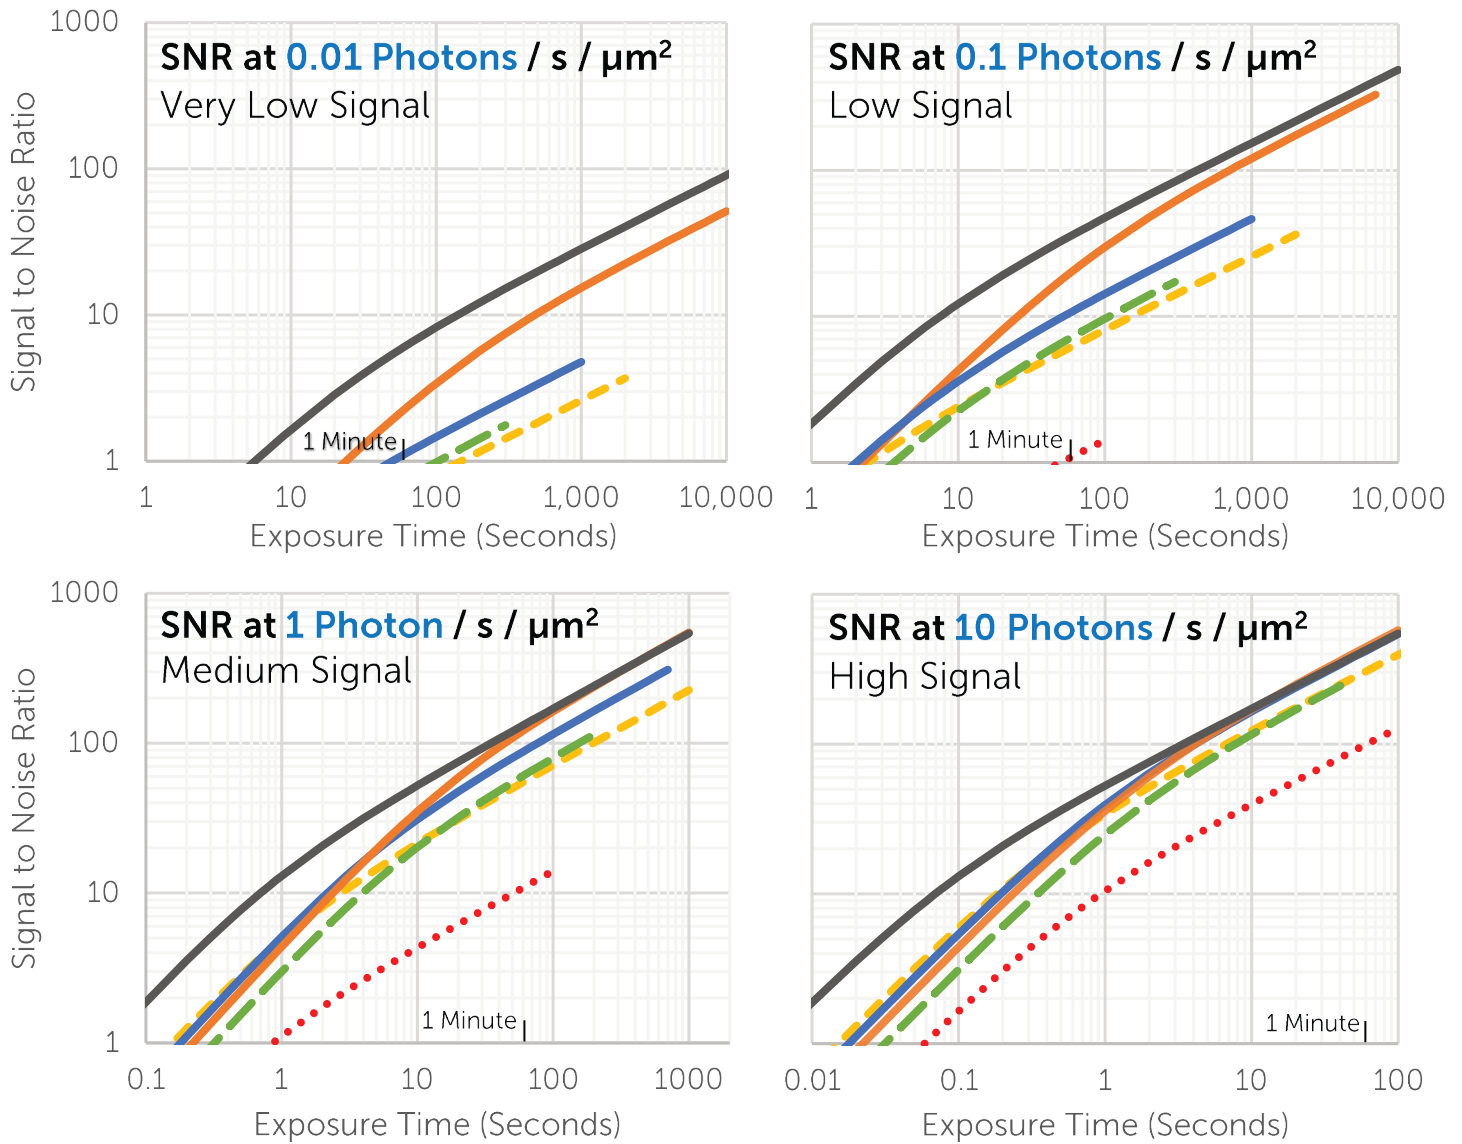 SNR at 0.01 Photons / s / µm²
Very Low Signal
Signal to Noise Ratio
1000
100
10
1
1 Minute
1
10
100
1,000
10,000
Exposure Time (Seconds)
SNR at 0.1 Photons / s / µm²
Low Signal
1 Minute
1
10
100
1,000
10,000
Exposure Time (Seconds)
SNR at 1 Photon / s / µm²
Medium Signal
Signal to Noise Ratio
1000
100
10
1
1 Minute
0.1
1
10
100
1000
Exposure Time (Seconds)
SNR at 10 Photons / s / µm²
High Signal
1 Minute
0.01
0.1
1
10
100
Exposure Time (Seconds)